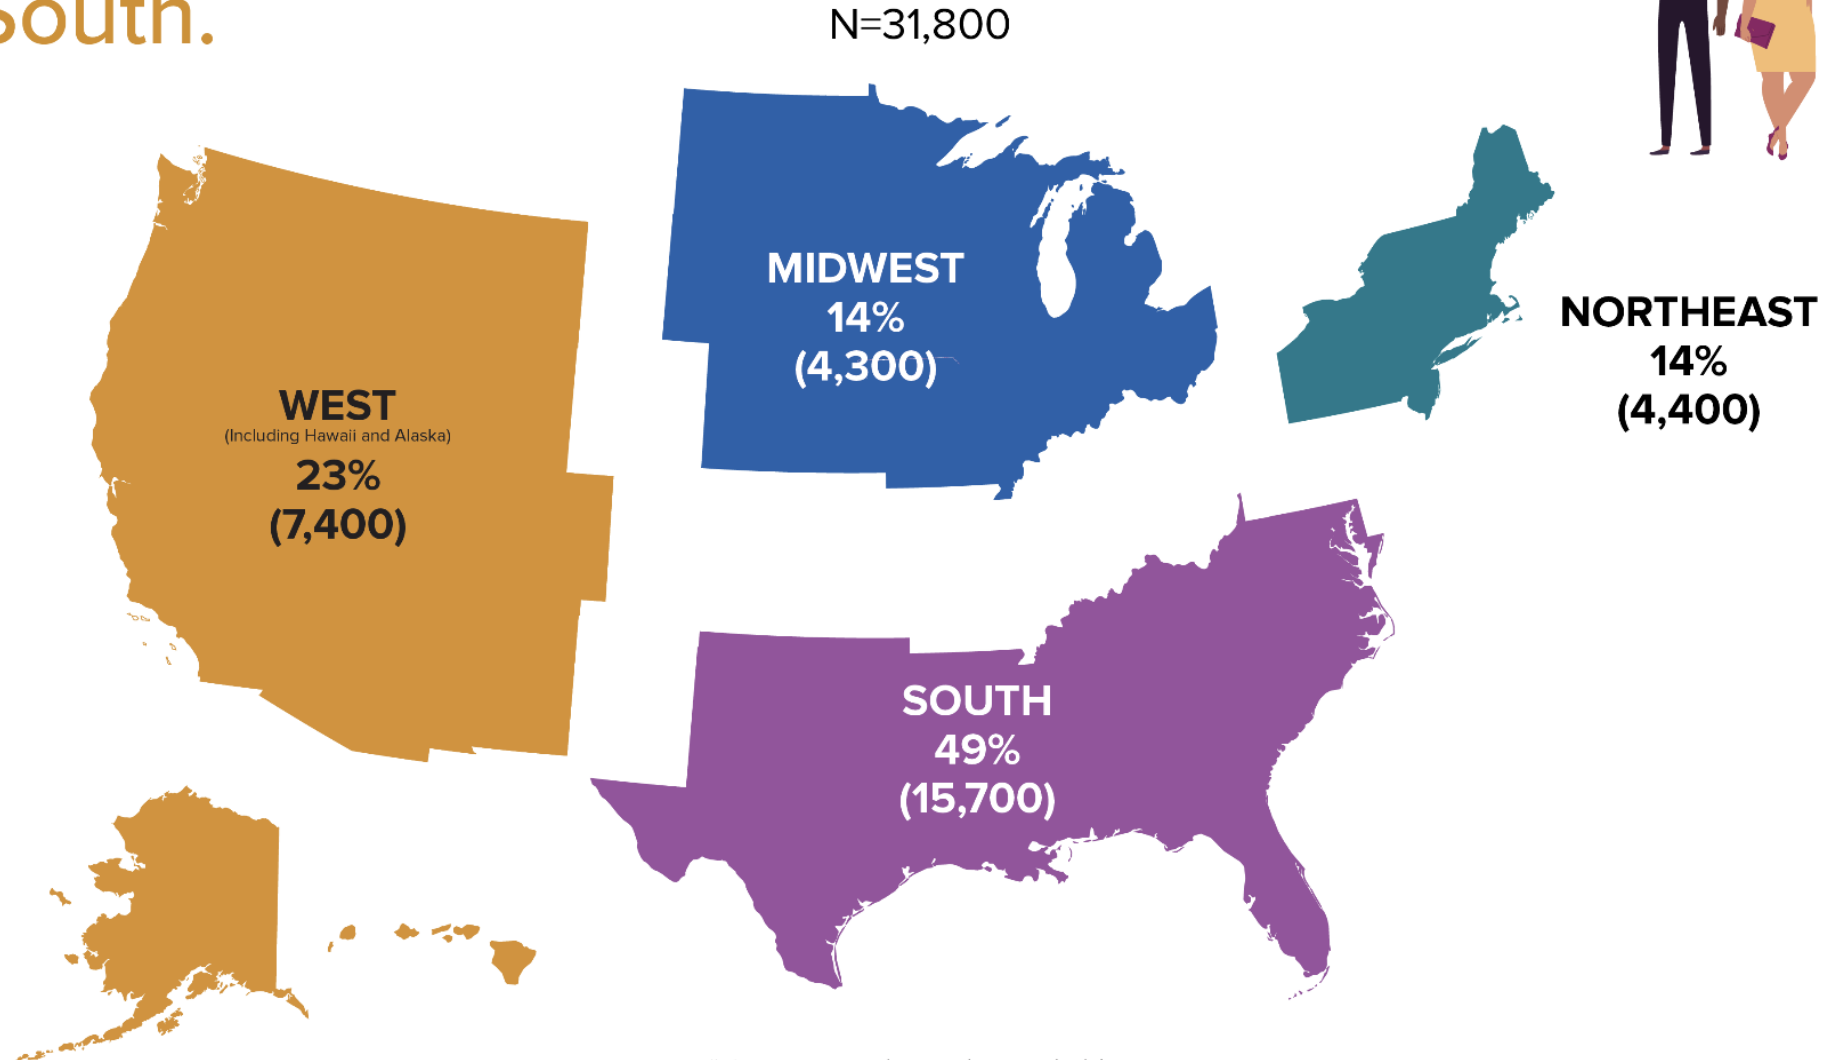 South.
N=31,800
MIDWEST
14%
(4,300)
NORTHEAST
14%
(4,400)
WEST
(Including Hawaii and Alaska)
23%
(7,400)
SOUTH
49%
(15,700)